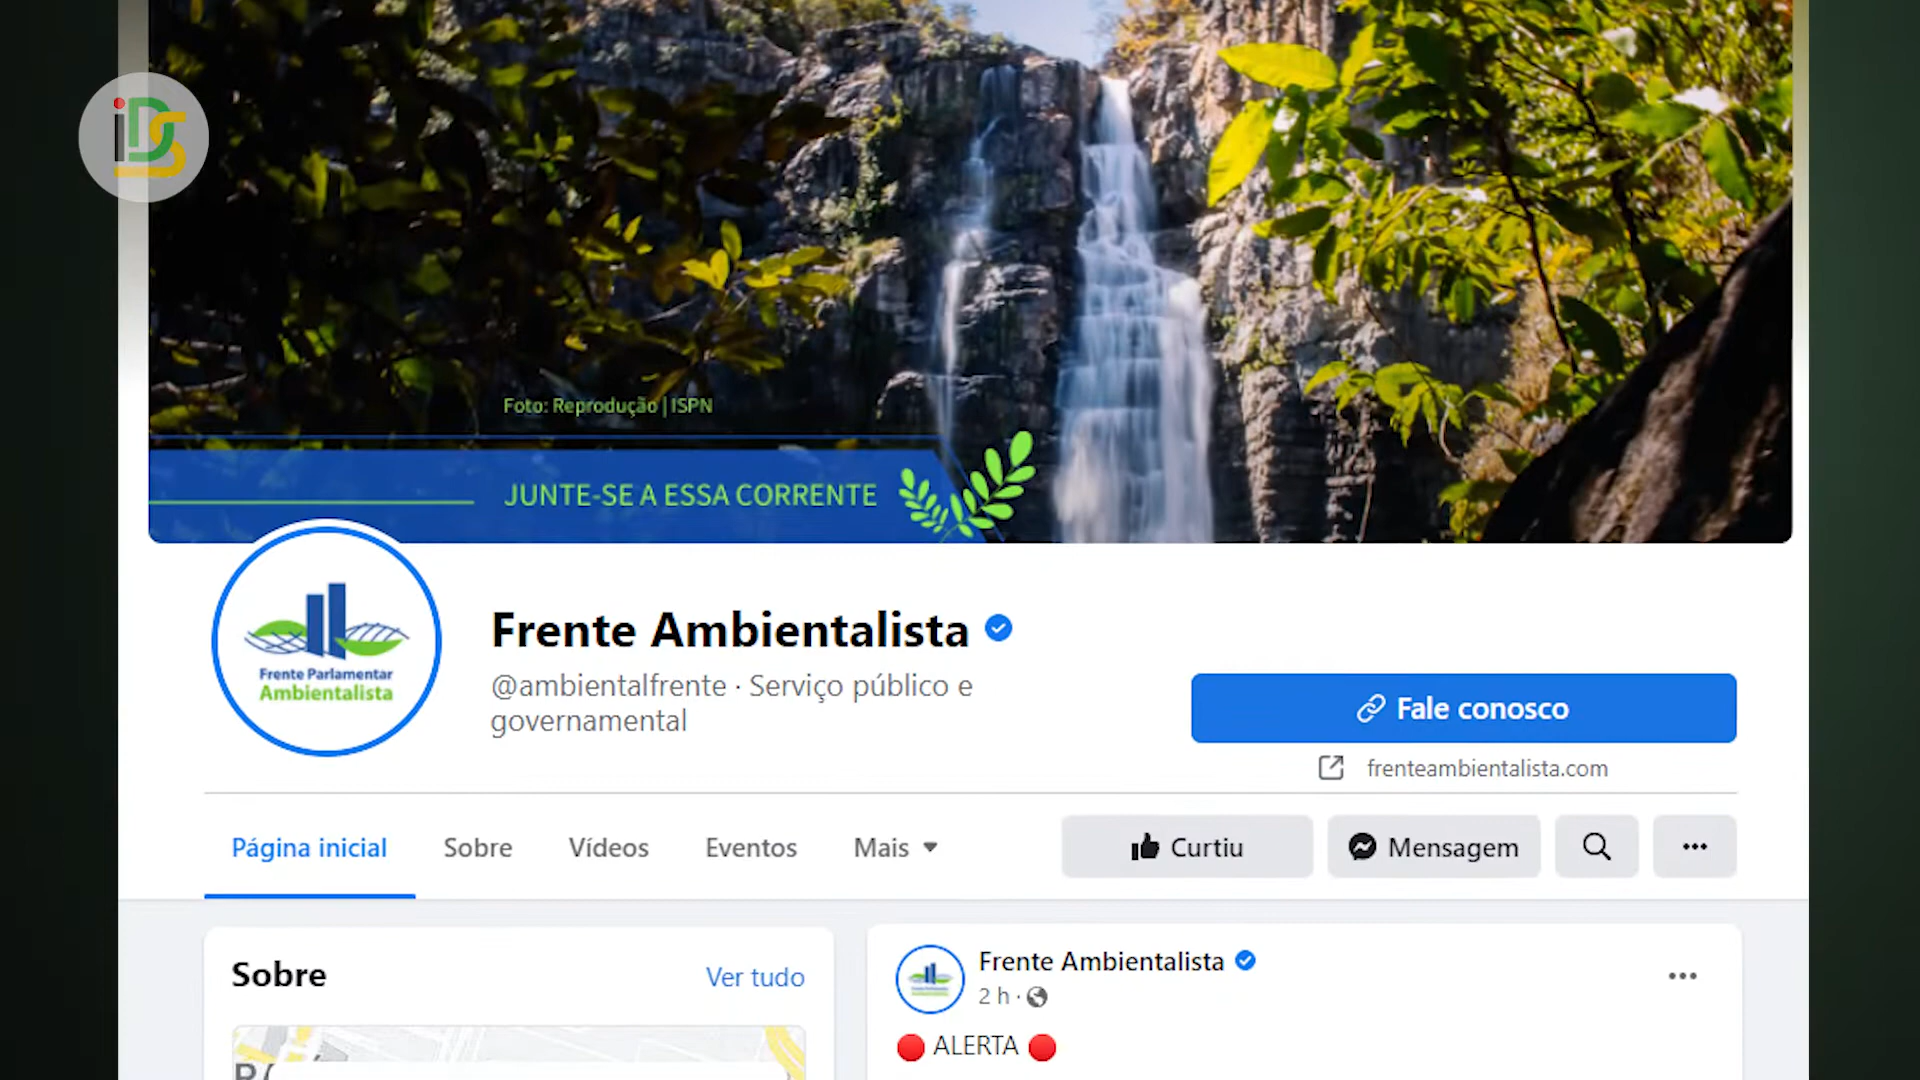 iDS
Foto: Reprodução | ISPN
JUNTE-SE A ESSA CORRENTE
Frente Parlamentar
Ambientalista
Frente Ambientalista
@ambientalfrente · Serviço público e
governamental
Fale conosco
frenteambientalista.com
Página inicial
Sobre
Vídeos
Eventos
Mais
Curtiu
Mensagem
Sobre
Ver tudo
Frente Ambientalista
2 h ·
ALERTA